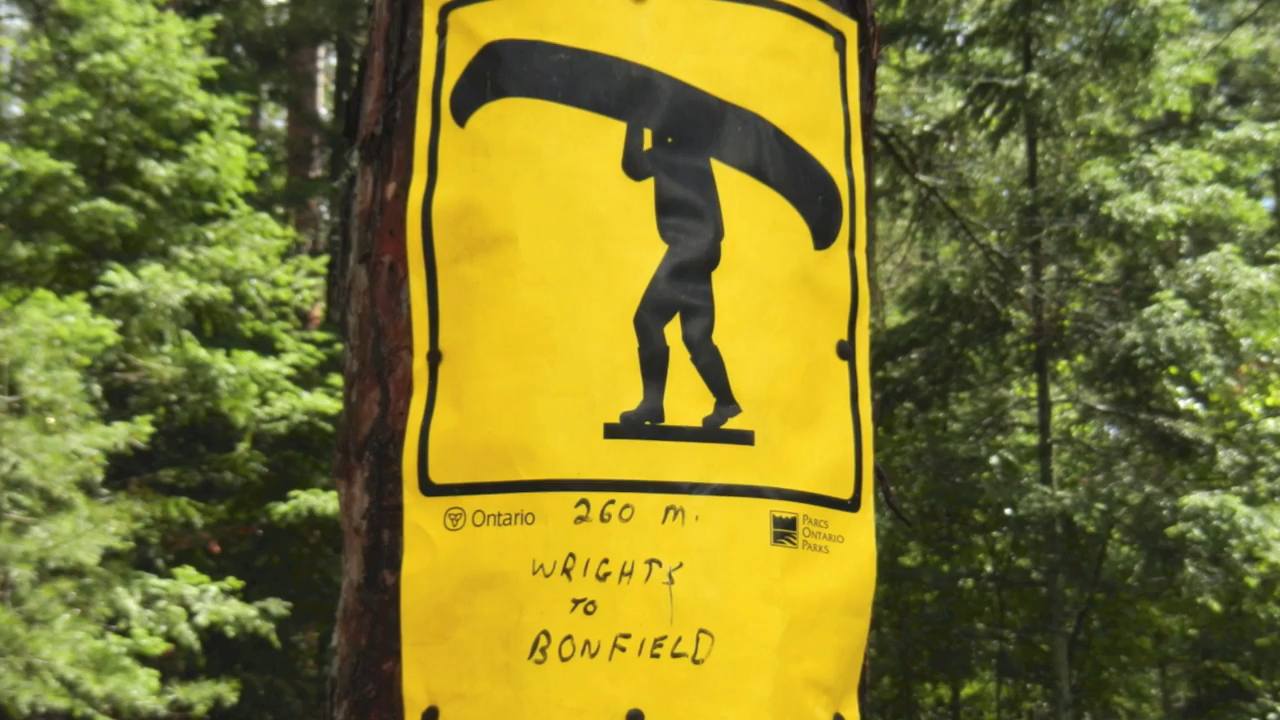 Ontario
260 M.
PARCS
ONTARIO
PARKS
WRIGHTS
TO
BONFIELD